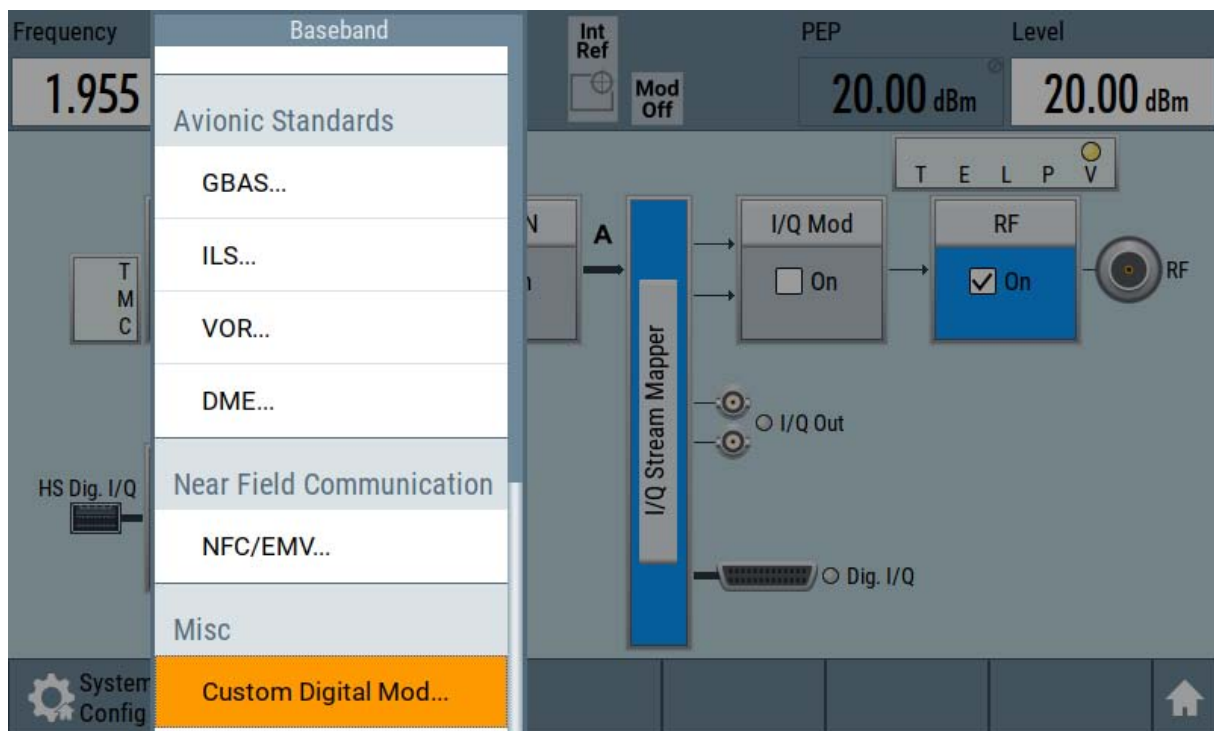 Frequency
Baseband
Int
Ref
PEP
Level
1.955
Mod
Off
20.00 dBm
20.00 dBm
Avionic Standards
GBAS...
ILS...
VOR...
DME...
Near Field Communication
NFC/EMV...
Misc
Custom Digital Mod...
T E L P V
T
M
C
N
A
I/Q Mod
On
RF
On
RF
I/Q Stream Mapper
I/Q Out
HS Dig. I/Q
Dig. I/Q
System
Config